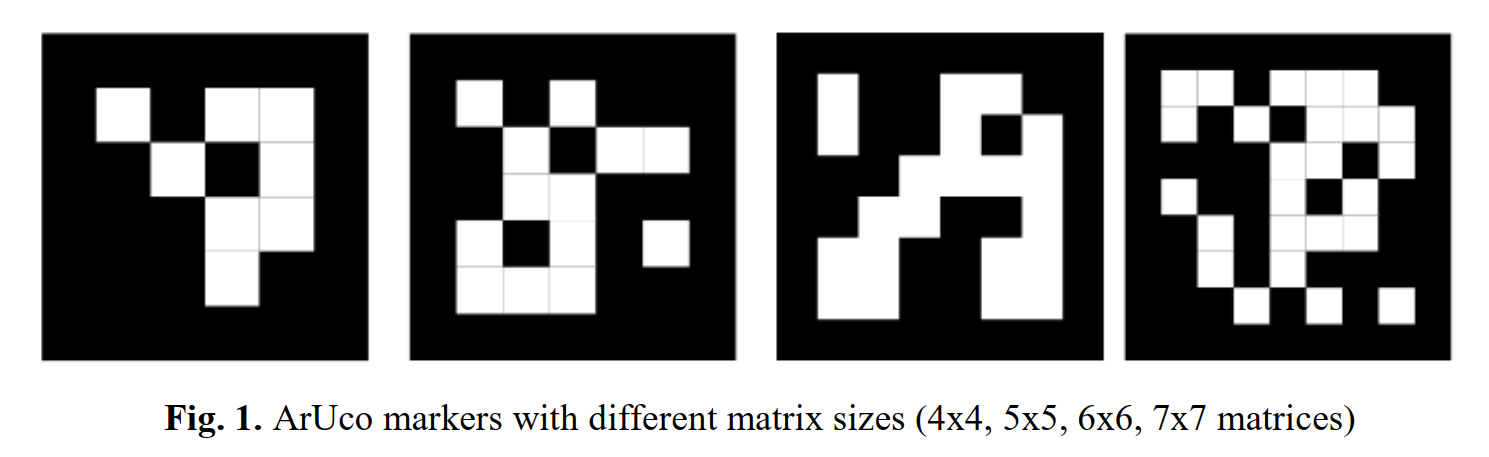 Fig. 1. ArUco markers with different matrix sizes (4x4, 5x5, 6x6, 7x7 matrices)